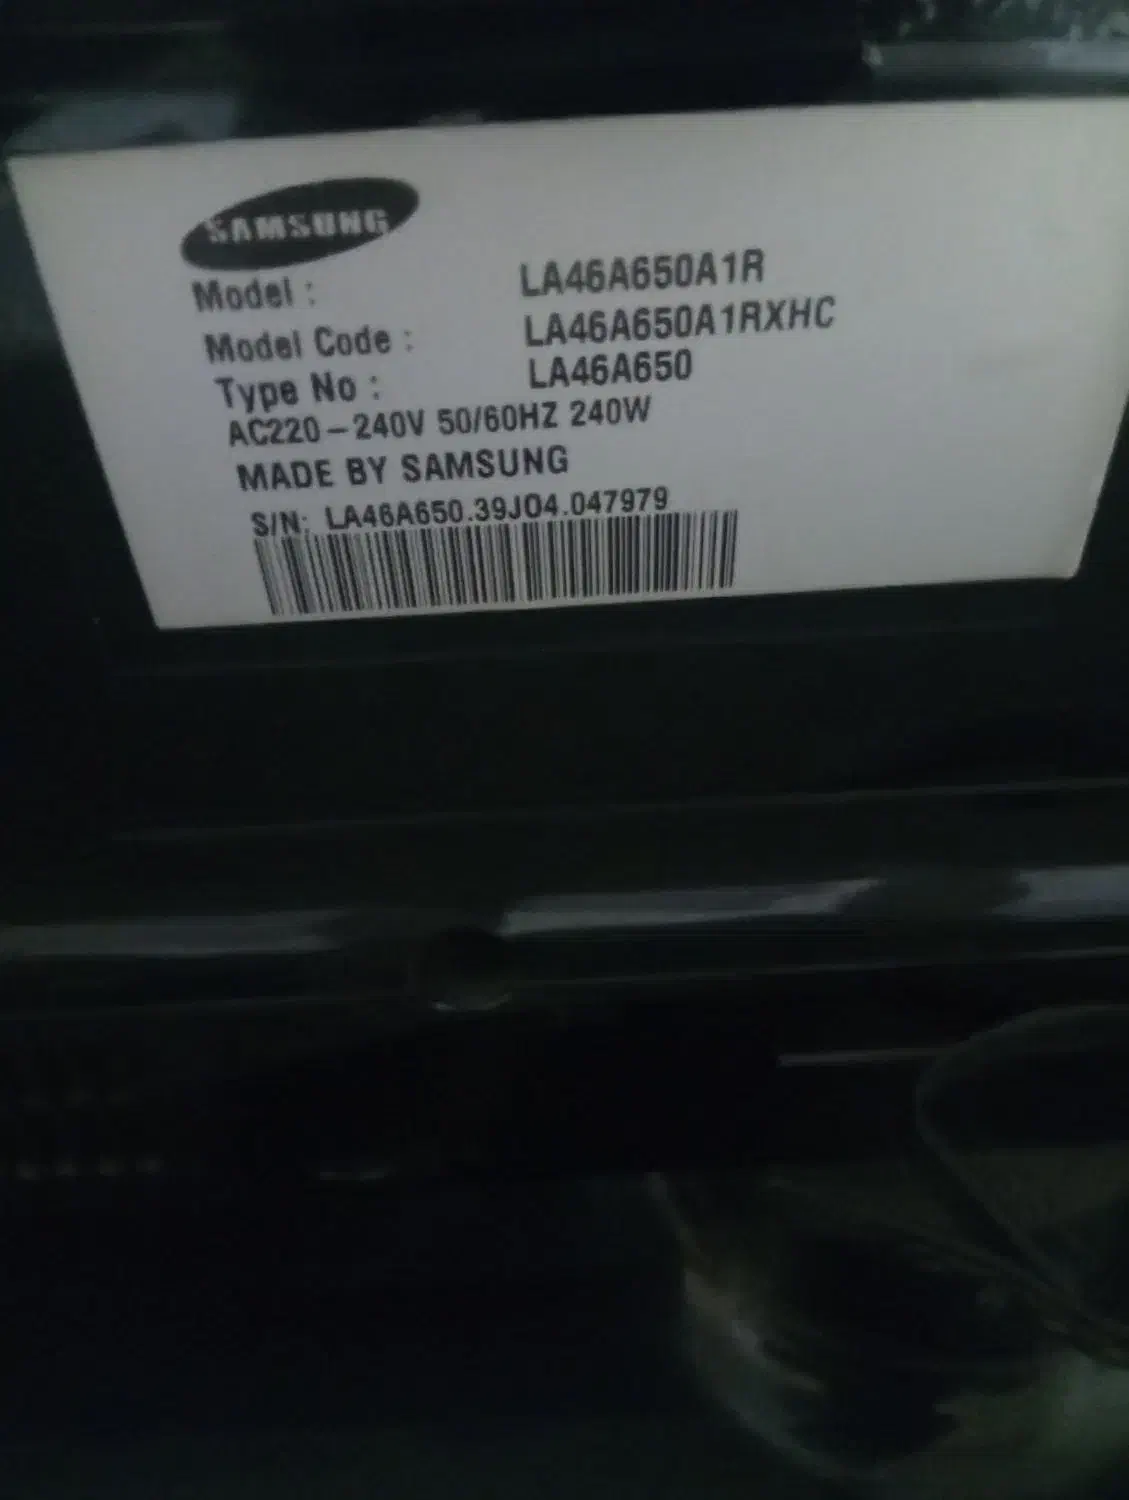 SAMSUNG
Model : LA46A650A1R
Model Code : LA46A650A1RXHC
Type No : LA46A650
AC220-240V 50/60HZ 240W
MADE BY SAMSUNG
S/N: LA46A650.39J04.047979